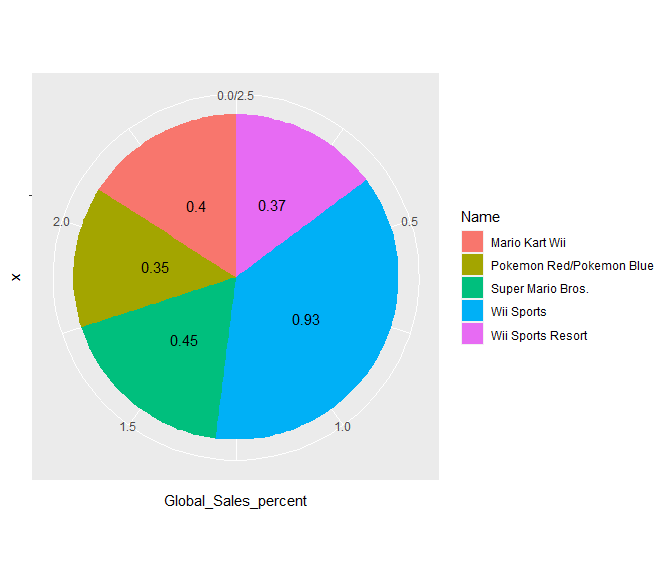 0.0/2.5
0.4
0.37
2.0
0.5
0.35
0.93
0.45
1.5
1.0
x
Global_Sales_percent
Name
Mario Kart Wii
Pokemon Red/Pokemon Blue
Super Mario Bros.
Wii Sports
Wii Sports Resort